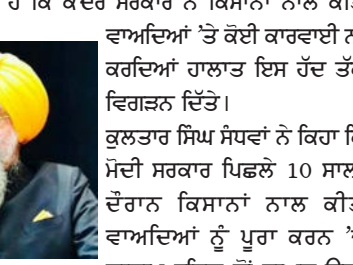 ਹੈ ਕਿ ਕੇਂਦਰ ਸਰਕਾਰ ਨੇ ਕਿਸਾਨਾਂ ਨਾਲ
ਵਾਅਦਿਆਂ ’ਤੇ ਕੋਈ ਕਾਰਵਾਈ
ਕਰਦਿਆਂ ਹਾਲਾਤ ਇਸ ਹੱਦ
ਵਿਗੜਨ ਦਿੱਤੇ।
ਕੁਲਤਾਰ ਸਿੰਘ ਸੰਧਵਾਂ ਨੇ ਕਿਹਾ
ਮੋਦੀ ਸਰਕਾਰ ਪਿਛਲੇ 10 ਸਾਲ
ਦੌਰਾਨ ਕਿਸਾਨਾਂ ਨਾਲ
ਵਾਅਦਿਆਂ ਨੂੰ ਪੂਰਾ ਕਰਨ